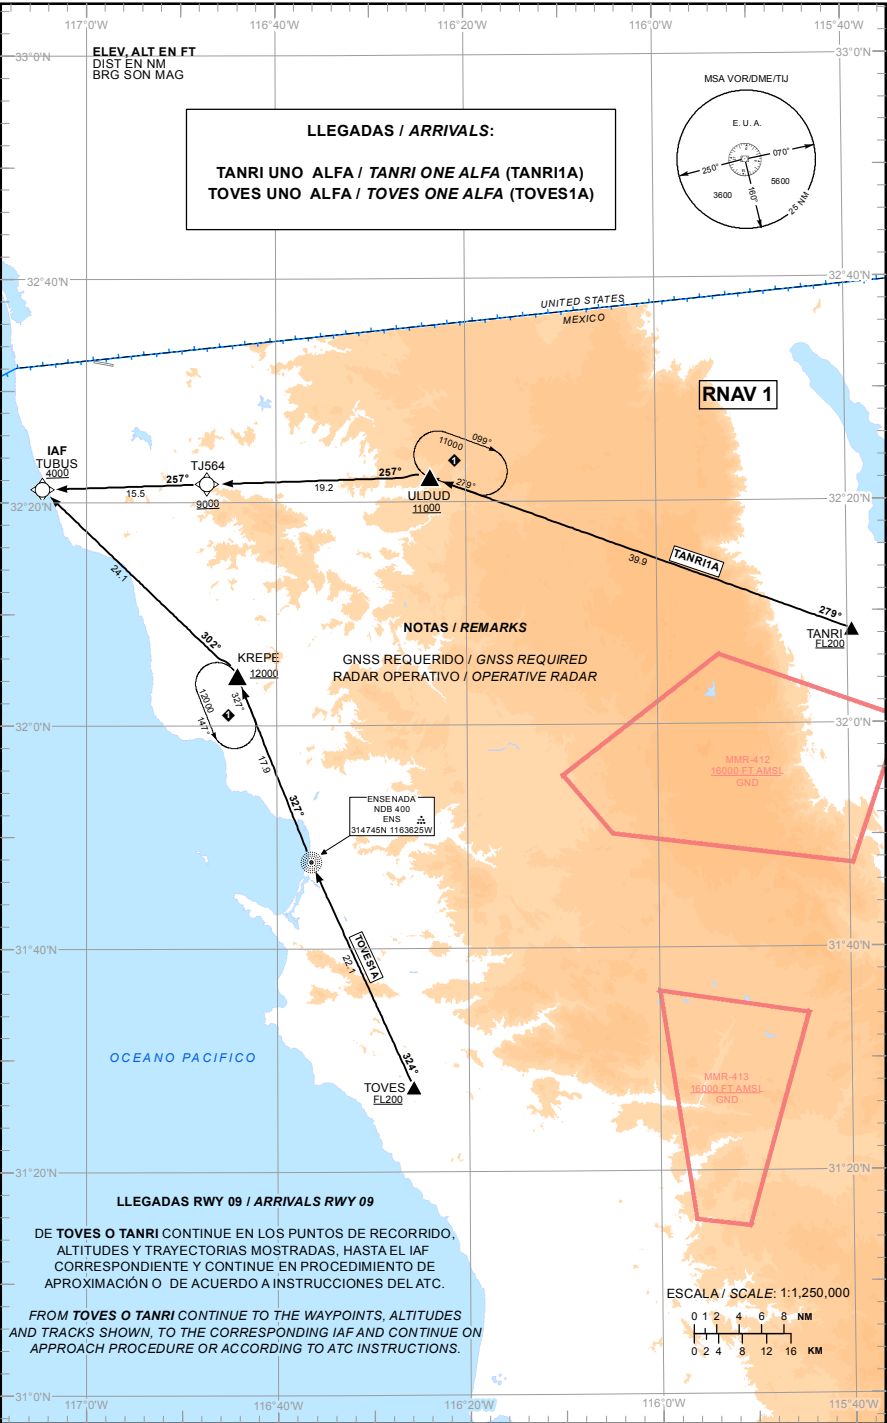 117°0'W
116°40'W
116°20'W
116°0'W
115°40'W
33°0'N
33°0'N
ELEV, ALT EN FT
DIST EN NM
BRG SON MAG
MSA VOR/DME/TIJ
E. U. A.
070°
250°
160°
5600
3600
25 NM
LLEGADAS / ARRIVALS:
TANRI UNO ALFA / TANRI ONE ALFA (TANRI1A)
TOVES UNO ALFA / TOVES ONE ALFA (TOVES1A)
32°40'N
32°40'N
UNITED STATES
MEXICO
RNAV 1
IAF
TUBUS
4000
257°
15.5
TJ564
9000
257°
19.2
11000
099°
1
279°
ULDUD
11000
32°20'N
32°20'N
TANRI1A
39.9
279°
TANRI
FL200
24.1
302°
NOTAS / REMARKS
GNSS REQUERIDO / GNSS REQUIRED
RADAR OPERATIVO / OPERATIVE RADAR
KREPE
12000
12000
147°
327°
1
32°0'N
32°0'N
17.9
327°
MMR-412
16000 FT AMSL
GND
ENSENADA
NDB 400
ENS
314745N 1163625W
TOVES1A
22.1
31°40'N
31°40'N
324°
OCEANO PACIFICO
TOVES
FL200
MMR-413
16000 FT AMSL
GND
31°20'N
31°20'N
LLEGADAS RWY 09 / ARRIVALS RWY 09
DE TOVES O TANRI CONTINUE EN LOS PUNTOS DE RECORRIDO,
ALTITUDES Y TRAYECTORIAS MOSTRADAS, HASTA EL IAF
CORRESPONDIENTE Y CONTINUE EN PROCEDIMIENTO DE
APROXIMACIÓN O DE ACUERDO A INSTRUCCIONES DEL ATC.
FROM TOVES O TANRI CONTINUE TO THE WAYPOINTS, ALTITUDES
AND TRACKS SHOWN, TO THE CORRESPONDING IAF AND CONTINUE ON
APPROACH PROCEDURE OR ACCORDING TO ATC INSTRUCTIONS.
ESCALA / SCALE: 1:1,250,000
0 1 2 4 6 8 NM
0 2 4 8 12 16 KM
31°0'N
117°0'W
116°40'W
116°20'W
116°0'W
115°40'W